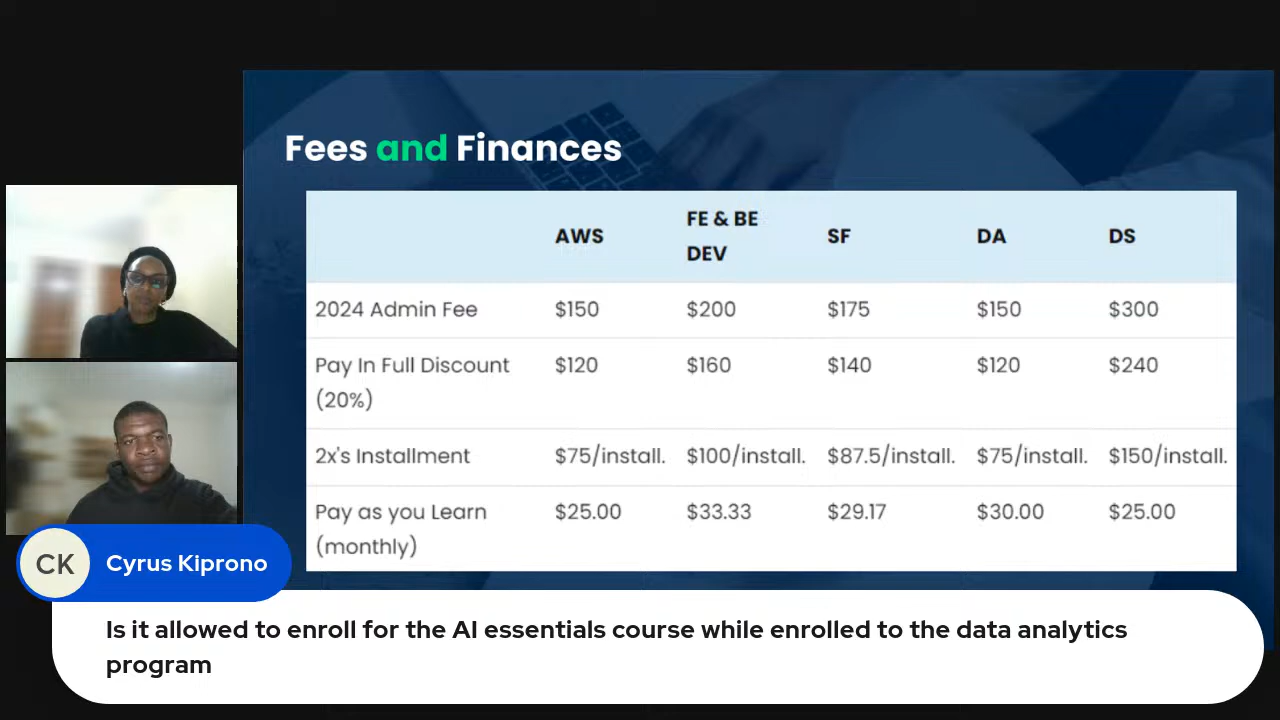 Fees and Finances
AWS FE & BE DEV SF DA DS
2024 Admin Fee $150 $200 $175 $150 $300
Pay In Full Discount (20%) $120 $160 $140 $120 $240
2x's Installment $75/install. $100/install. $87.5/install. $75/install. $150/install.
Pay as you Learn (monthly) $25.00 $33.33 $29.17 $30.00 $25.00
CK Cyrus Kiprono
Is it allowed to enroll for the AI essentials course while enrolled to the data analytics
program